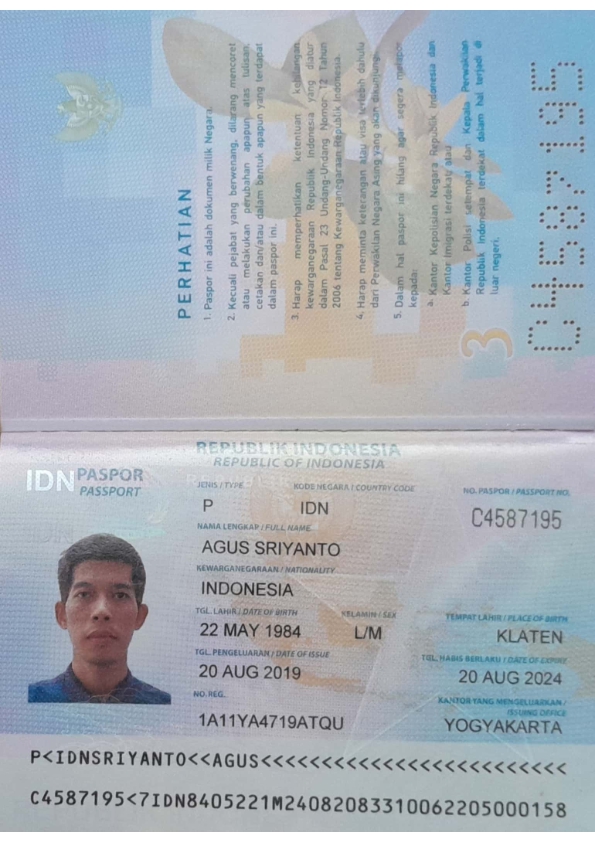 PERHATIAN
1. Paspor ini adalah dokumen milik Negara.
2. Kecuali pejabat yang berwenang, dilarang mencoret
atau melakukan perubahan apapun atas tulisan,
cetakan dan/atau dalam bentuk apapun yang terdapat
dalam paspor ini.
3. Harap memperhatikan ketentuan kehilangan
kewarganegaraan Republik Indonesia yang diatur
dalam Pasal 23 Undang-Undang Nomor 12 Tahun
2006 tentang Kewarganegaraan Republik Indonesia.
4. Harap meminta keterangan atau visa terlebih dahulu
dari Perwakilan Negara Asing yang akan dikunjungi.
5. Dalam hal paspor ini hilang agar segera melapor
kepada:
a. Kantor Kepolisian Negara Republik Indonesia dan
Kantor Imigrasi terdekat; atau
b. Kantor Polisi setempat dan Kepala Perwakilan
Republik Indonesia terdekat dalam hal terjadi di
luar negeri.
3
C4587195
REPUBLIK INDONESIA
REPUBLIC OF INDONESIA
IDN PASPOR
PASSPORT
JENIS / TYPE KODE NEGARA / COUNTRY CODE NO. PASPOR / PASSPORT NO.
P IDN C4587195
NAMA LENGKAP / FULL NAME
AGUS SRIYANTO
KEWARGANEGARAAN / NATIONALITY
INDONESIA
TGL. LAHIR / DATE OF BIRTH KELAMIN / SEX TEMPAT LAHIR / PLACE OF BIRTH
22 MAY 1984 L/M KLATEN
TGL. PENGELUARAN / DATE OF ISSUE TGL. HABIS BERLAKU / DATE OF EXPIRY
20 AUG 2019 20 AUG 2024
NO. REG. KANTOR YANG MENGELUARKAN /
ISSUING OFFICE
1A11YA4719ATQU YOGYAKARTA
P<IDNSRIYANTO<<AGUS<<<<<<<<<<<<<<<<<<<<<<<<<
C4587195<7IDN8405221M2408208331006220500­0158